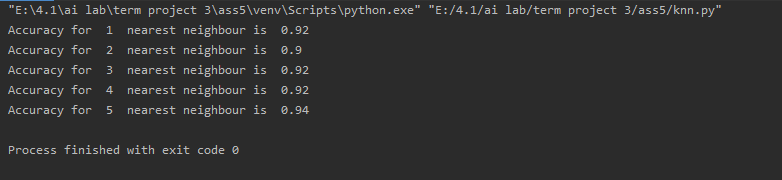 "E:\4.1\ai lab\term project 3\ass5\venv\Scripts\python.exe" "E:/4.1/ai lab/term project 3/ass5/knn.py"
Accuracy for  1  nearest neighbour is  0.92
Accuracy for  2  nearest neighbour is  0.9
Accuracy for  3  nearest neighbour is  0.92
Accuracy for  4  nearest neighbour is  0.92
Accuracy for  5  nearest neighbour is  0.94
Process finished with exit code 0